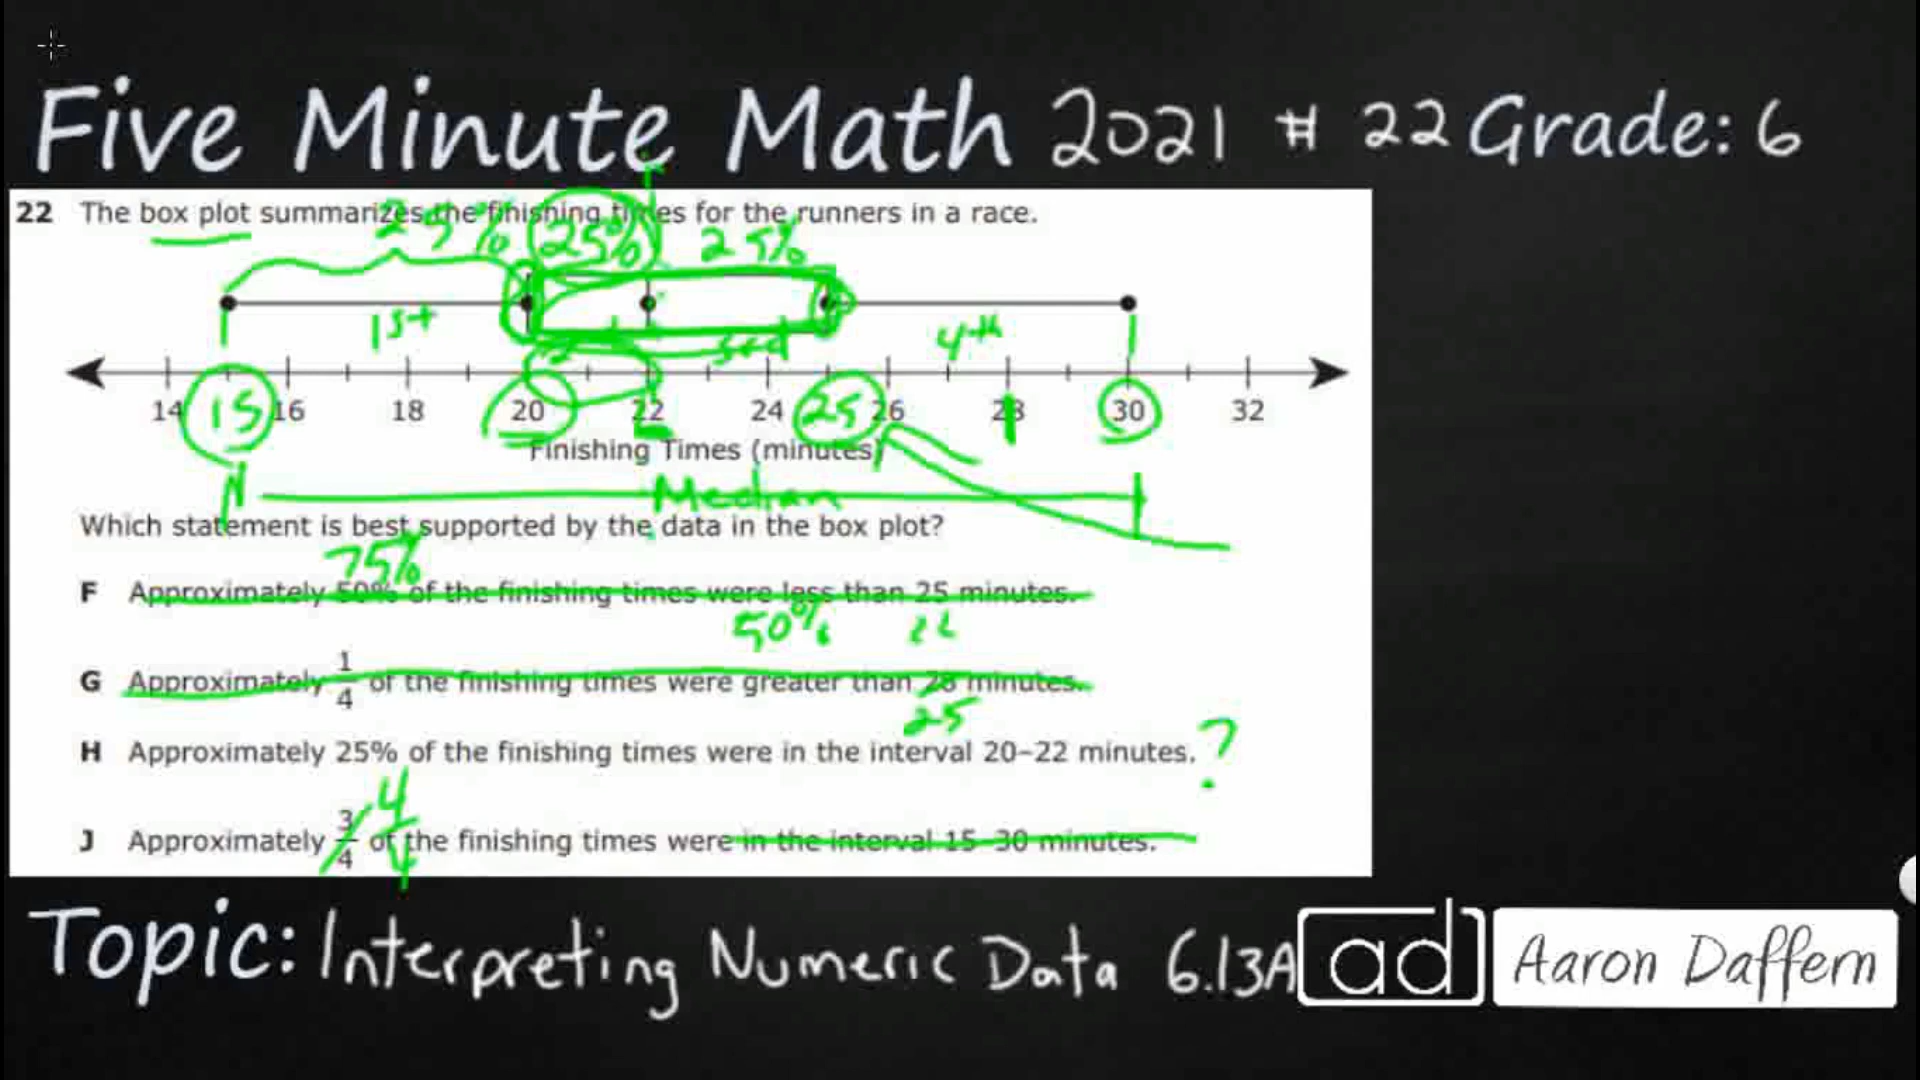 Five Minute Math 2021 # 22 Grade: 6
22 The box plot summarizes the finishing times for the runners in a race.
25% 25% 25%
1st 3rd 4th
14 15 16 18 20 22 24 25 26 28 30 32
Finishing Times (minutes)
Median
Which statement is best supported by the data in the box plot?
75%
F Approximately 50% of the finishing times were less than 25 minutes.
50% 22
G Approximately 1/4 of the finishing times were greater than 28 minutes.
25
H Approximately 25% of the finishing times were in the interval 20–22 minutes. ?
4/4
J Approximately 3/4 of the finishing times were in the interval 15–30 minutes.
Topic: Interpreting Numeric Data 6.13A ad Aaron Daffern